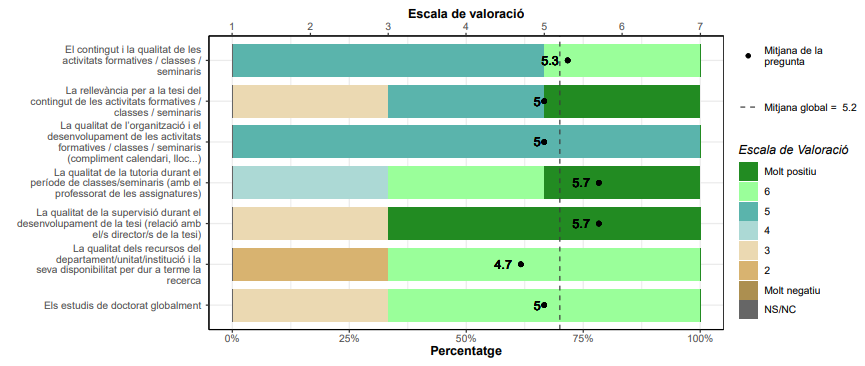 Escala de valoració
1 2 3 4 5 6 7
El contingut i la qualitat de les
activitats formatives / classes /
seminaris
5.3
La rellevància per a la tesi del
contingut de les activitats formatives /
classes / seminaris
5
La qualitat de l'organització i el
desenvolupament de les activitats
formatives / classes / seminaris
(compliment calendari, lloc...)
5
La qualitat de la tutoria durant el
període de classes/seminaris (amb el
professorat de les assignatures)
5.7
La qualitat de la supervisió durant el
desenvolupament de la tesi (relació amb
el/s director/s de la tesi)
5.7
La qualitat dels recursos del
departament/unitat/institució i la
seva disponibilitat per dur a terme la
recerca
4.7
Els estudis de doctorat globalment
5
0% 25% 50% 75% 100%
Percentatge
Mitjana de la
pregunta
Mitjana global = 5.2
Escala de Valoració
Molt positiu
6
5
4
3
2
Molt negatiu
NS/NC